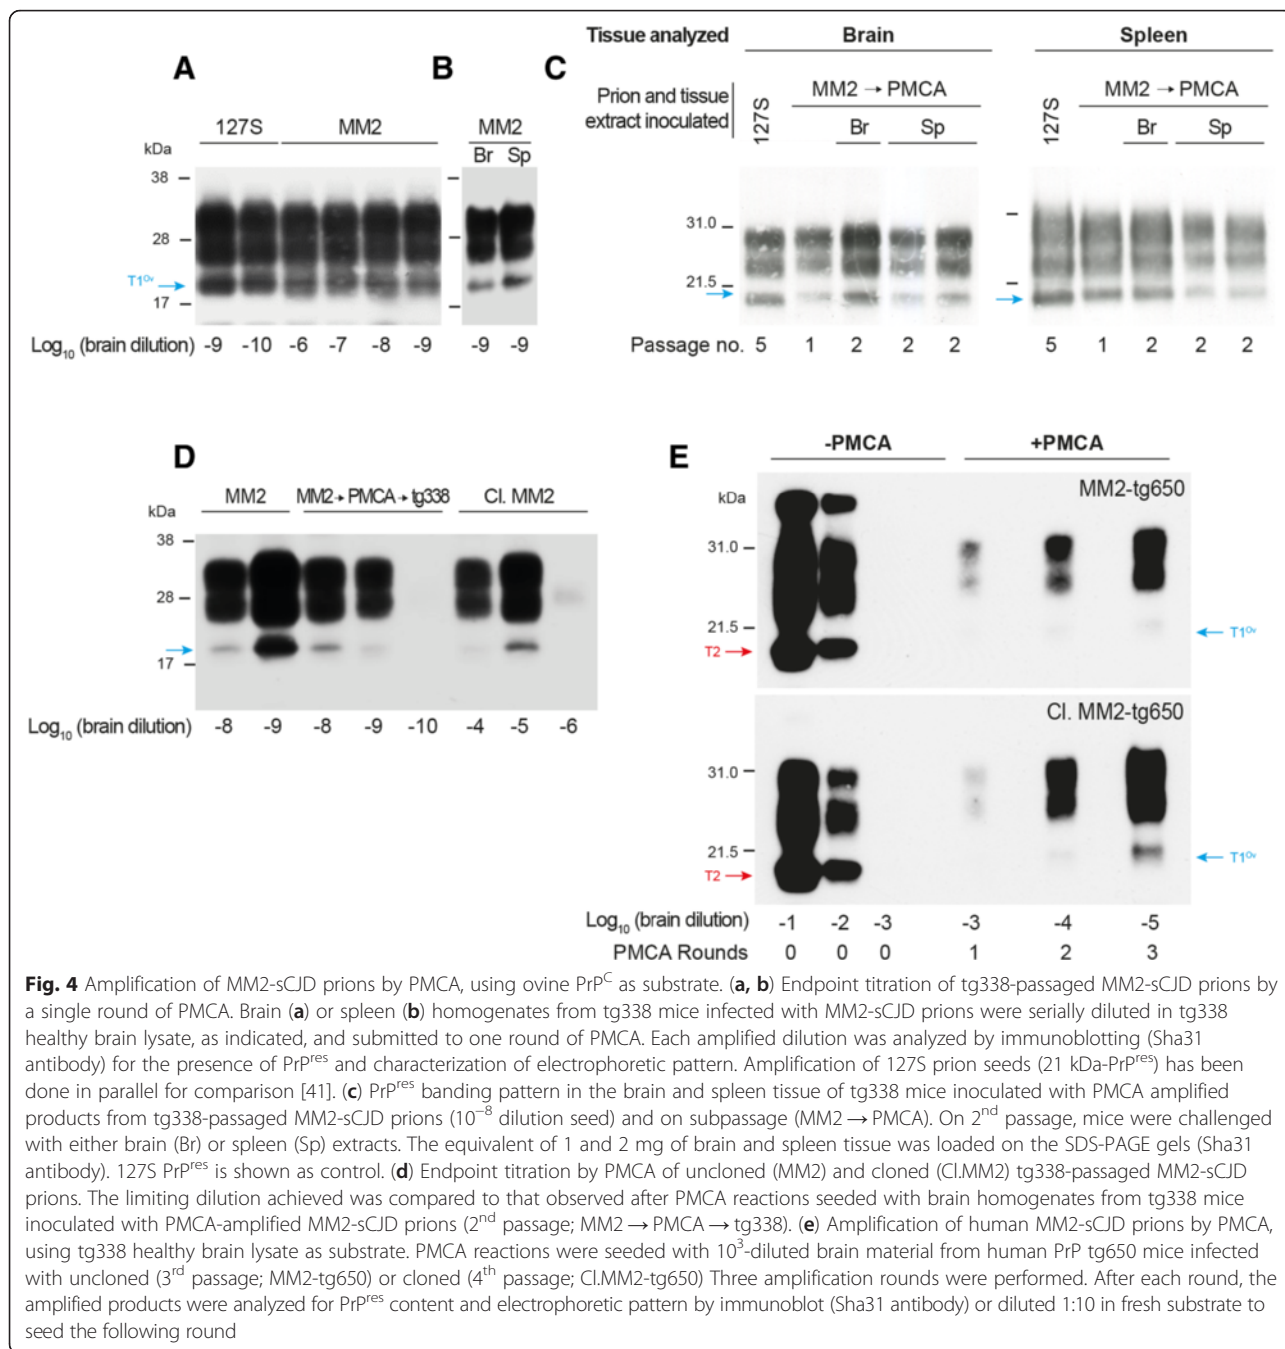 A
127S MM2
kDa
38
28
T1ᴼᵛ
17
Log₁₀ (brain dilution) -9 -10 -6 -7 -8 -9
B
MM2
Br Sp
-9 -9
C
Tissue analyzed Brain Spleen
Prion and tissue
extract inoculated
127S
MM2 → PMCA
Br Sp
127S
MM2 → PMCA
Br Sp
31.0
21.5
Passage no. 5 1 2 2 2 5 1 2 2 2
D
MM2 MM2→PMCA→tg338 Cl. MM2
kDa
38
28
17
Log₁₀ (brain dilution) -8 -9 -8 -9 -10 -4 -5 -6
E
-PMCA +PMCA
kDa
MM2-tg650
31.0
21.5
T1ᴼᵛ
T2
Cl. MM2-tg650
31.0
21.5
T1ᴼᵛ
T2
Log₁₀ (brain dilution) -1 -2 -3 -3 -4 -5
PMCA Rounds 0 0 0 1 2 3
Fig. 4 Amplification of MM2-sCJD prions by PMCA, using ovine PrPᶜ as substrate. (a, b) Endpoint titration of tg338-passaged MM2-sCJD prions by
a single round of PMCA. Brain (a) or spleen (b) homogenates from tg338 mice infected with MM2-sCJD prions were serially diluted in tg338
healthy brain lysate, as indicated, and submitted to one round of PMCA. Each amplified dilution was analyzed by immunoblotting (Sha31
antibody) for the presence of PrPʳᵉˢ and characterization of electrophoretic pattern. Amplification of 127S prion seeds (21 kDa-PrPʳᵉˢ) has been
done in parallel for comparison [41]. (c) PrPʳᵉˢ banding pattern in the brain and spleen tissue of tg338 mice inoculated with PMCA amplified
products from tg338-passaged MM2-sCJD prions (10⁻⁸ dilution seed) and on subpassage (MM2 → PMCA). On 2ⁿᵈ passage, mice were challenged
with either brain (Br) or spleen (Sp) extracts. The equivalent of 1 and 2 mg of brain and spleen tissue was loaded on the SDS-PAGE gels (Sha31
antibody). 127S PrPʳᵉˢ is shown as control. (d) Endpoint titration by PMCA of uncloned (MM2) and cloned (Cl.MM2) tg338-passaged MM2-sCJD
prions. The limiting dilution achieved was compared to that observed after PMCA reactions seeded with brain homogenates from tg338 mice
inoculated with PMCA-amplified MM2-sCJD prions (2ⁿᵈ passage; MM2 → PMCA → tg338). (e) Amplification of human MM2-sCJD prions by PMCA,
using tg338 healthy brain lysate as substrate. PMCA reactions were seeded with 10³-diluted brain material from human PrP tg650 mice infected
with uncloned (3ʳᵈ passage; MM2-tg650) or cloned (4ᵗʰ passage; Cl.MM2-tg650) Three amplification rounds were performed. After each round, the
amplified products were analyzed for PrPʳᵉˢ content and electrophoretic pattern by immunoblot (Sha31 antibody) or diluted 1:10 in fresh substrate to
seed the following round